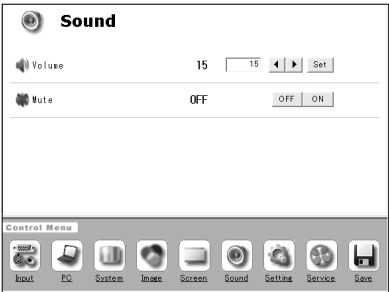 Sound
Volume 15 15 Set
Mute OFF OFF ON
Control Menu
Input PC System Image Screen Sound Setting Service Save